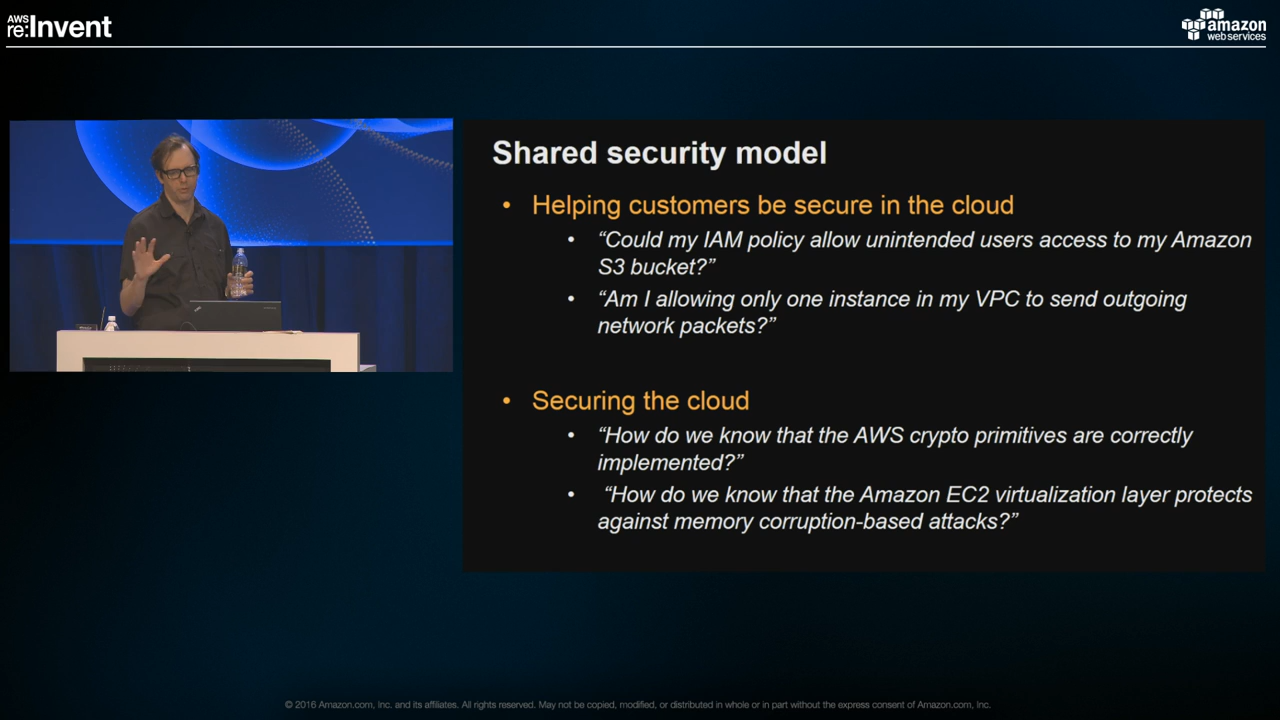 AWS
re:Invent
amazon
webservices
Shared security model
• Helping customers be secure in the cloud
• “Could my IAM policy allow unintended users access to my Amazon
S3 bucket?”
• “Am I allowing only one instance in my VPC to send outgoing
network packets?”
• Securing the cloud
• “How do we know that the AWS crypto primitives are correctly
implemented?”
• “How do we know that the Amazon EC2 virtualization layer protects
against memory corruption-based attacks?”
© 2016 Amazon.com, Inc. and its affiliates. All rights reserved. May not be copied, modified, or distributed in whole or in part without the express consent of Amazon.com, Inc.